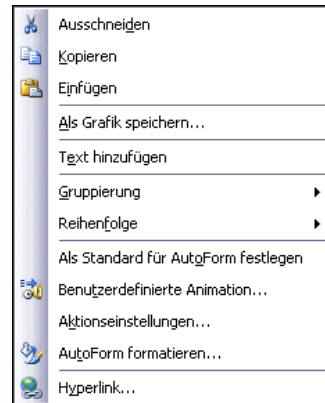 Ausschneiden
Kopieren
Einfügen
Als Grafik speichern...
Text hinzufügen
Gruppierung
Reihenfolge
Als Standard für AutoForm festlegen
Benutzerdefinierte Animation...
Aktionseinstellungen...
AutoForm formatieren...
Hyperlink...